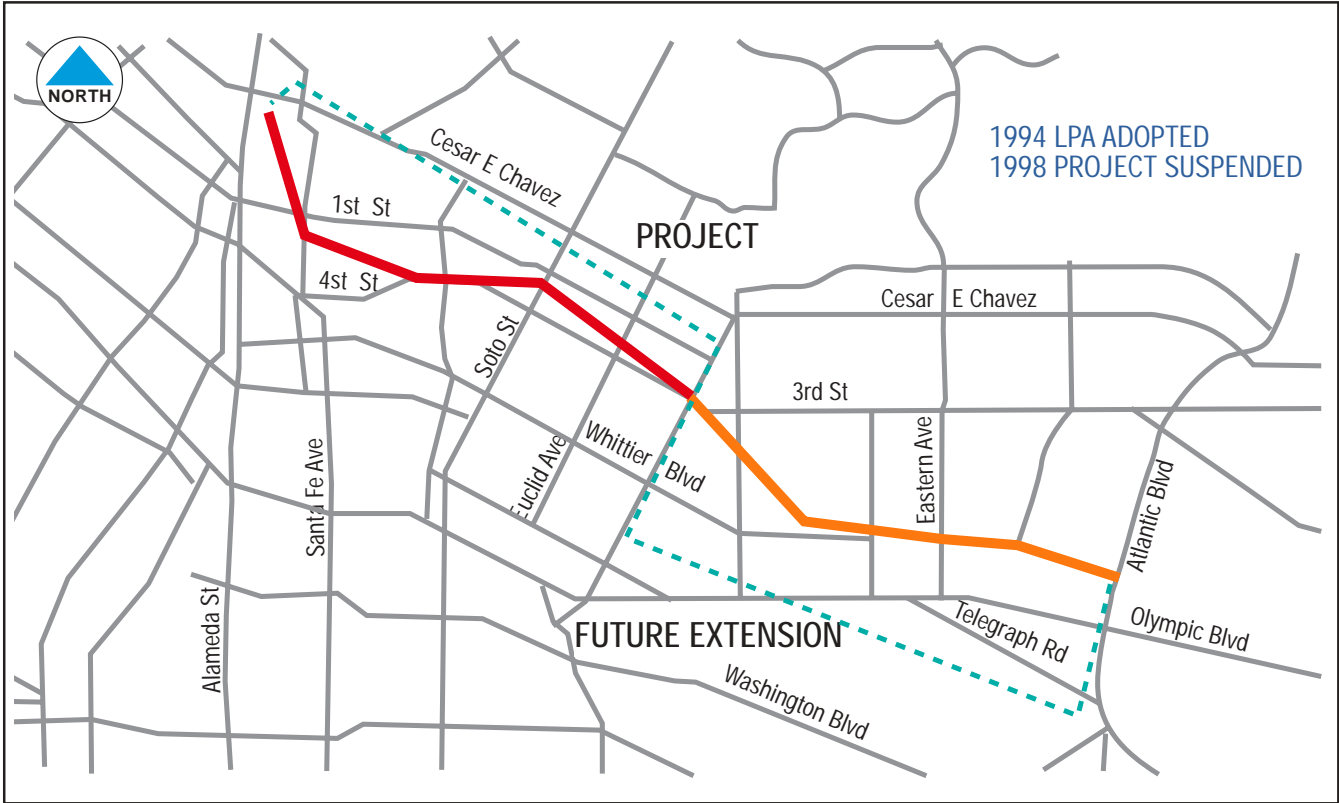 NORTH
1994 LPA ADOPTED
1998 PROJECT SUSPENDED
Cesar E Chavez
1st St
PROJECT
4st St
Cesar E Chavez
Soto St
3rd St
Whittier Blvd
Euclid Ave
Eastern Ave
Santa Fe Ave
Atlantic Blvd
Alameda St
FUTURE EXTENSION
Telegraph Rd
Olympic Blvd
Washington Blvd